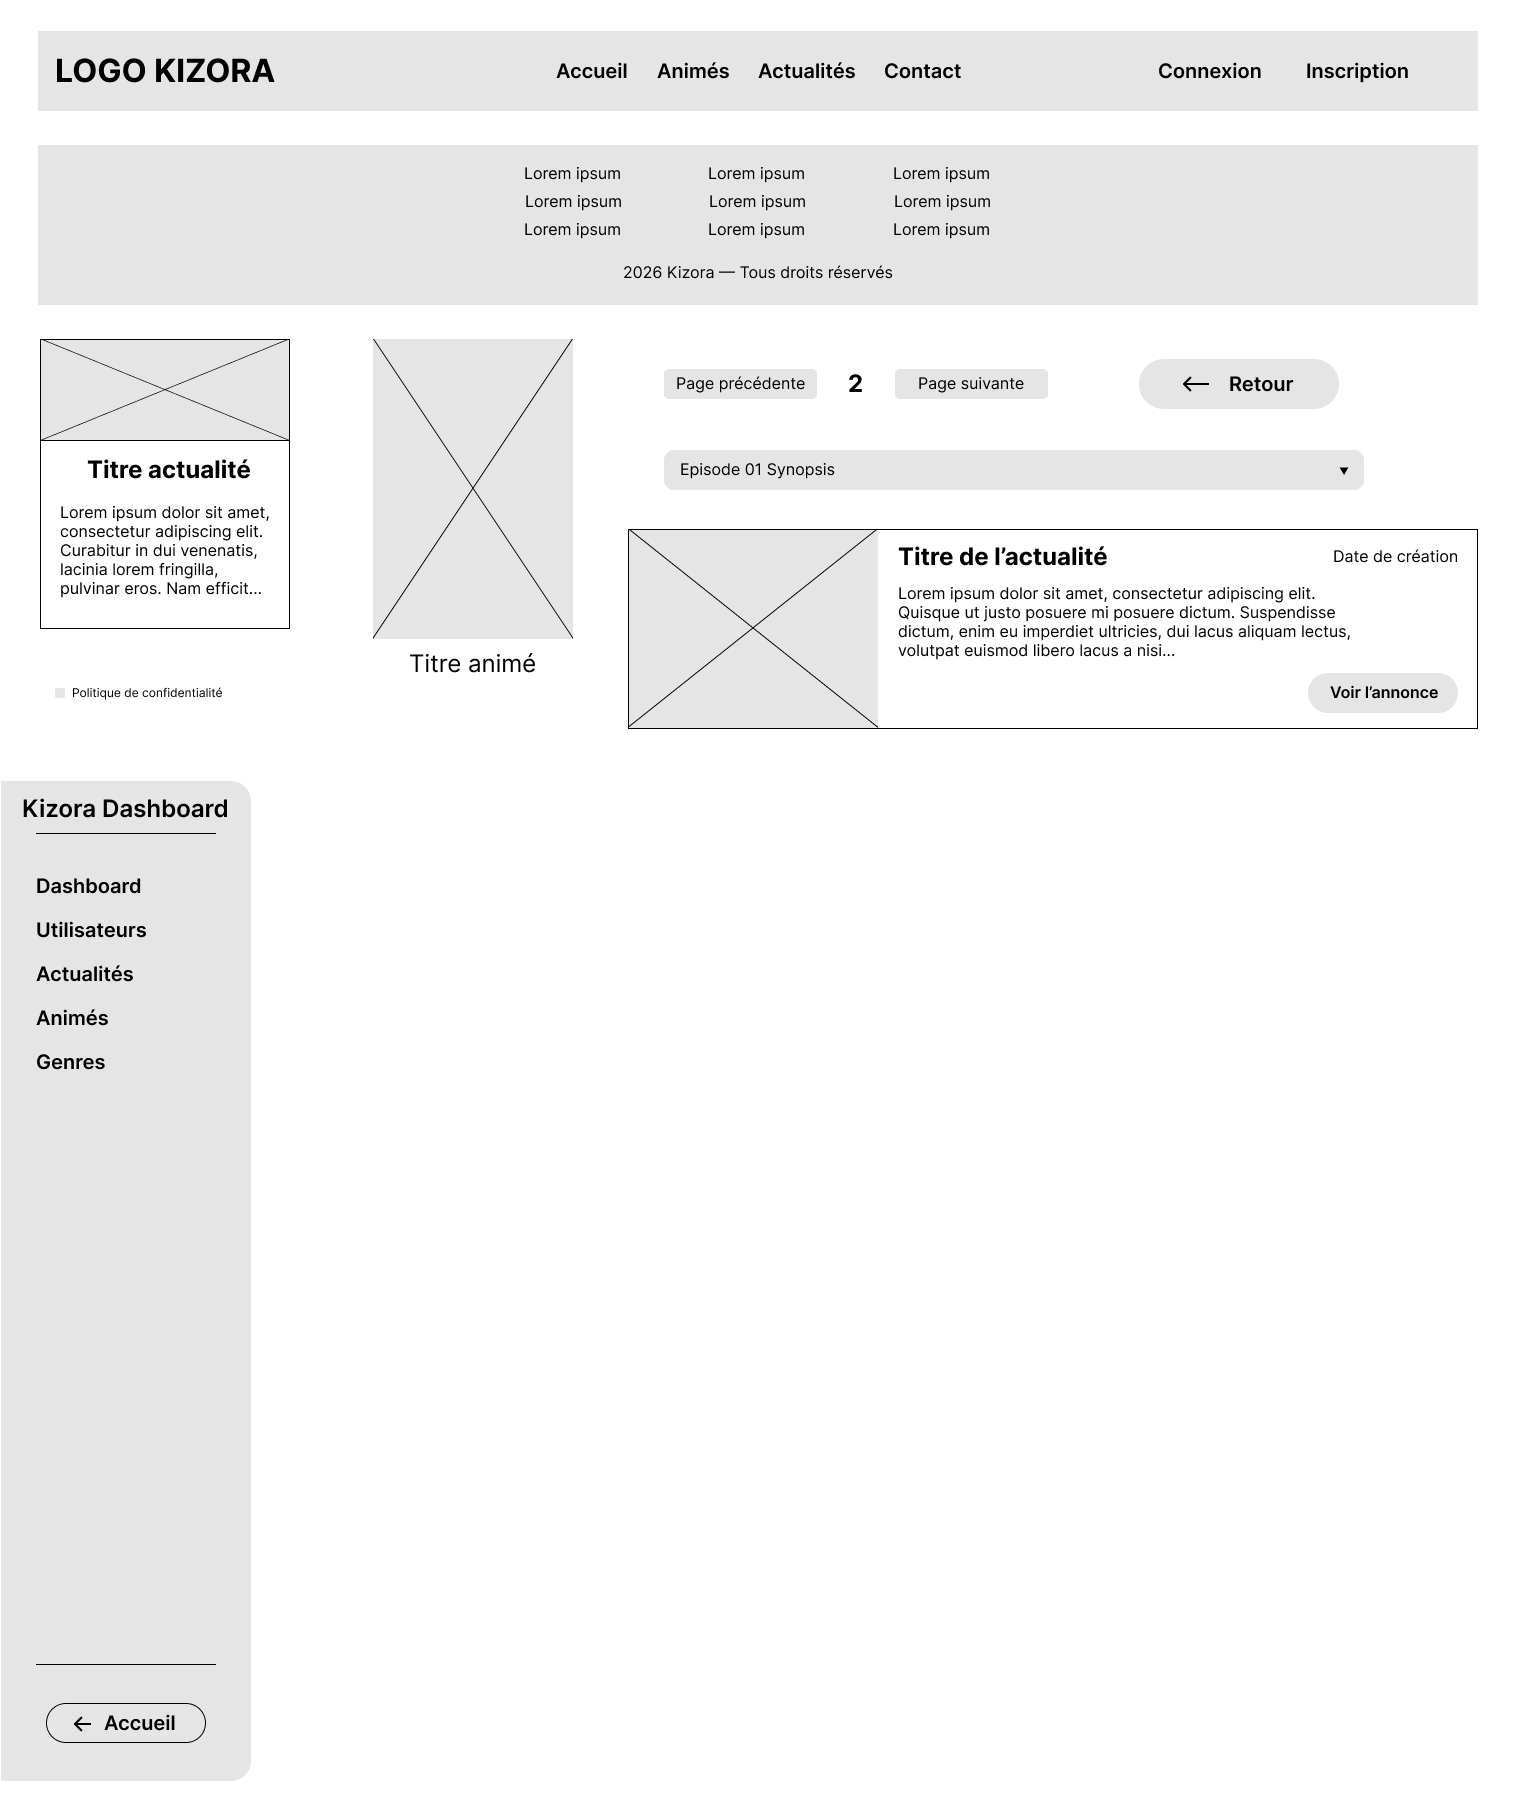 LOGO KIZORA
Accueil Animés Actualités Contact
Connexion Inscription
Lorem ipsum Lorem ipsum Lorem ipsum
Lorem ipsum Lorem ipsum Lorem ipsum
Lorem ipsum Lorem ipsum Lorem ipsum
2026 Kizora — Tous droits réservés
Titre actualité
Lorem ipsum dolor sit amet,
consectetur adipiscing elit.
Curabitur in dui venenatis,
lacinia lorem fringilla,
pulvinar eros. Nam efficit...
Politique de confidentialité
Titre animé
Page précédente 2 Page suivante
← Retour
Episode 01 Synopsis ▼
Titre de l’actualité
Date de création
Lorem ipsum dolor sit amet, consectetur adipiscing elit.
Quisque ut justo posuere mi posuere dictum. Suspendisse
dictum, enim eu imperdiet ultricies, dui lacus aliquam lectus,
volutpat euismod libero lacus a nisi...
Voir l’annonce
Kizora Dashboard
Dashboard
Utilisateurs
Actualités
Animés
Genres
← Accueil